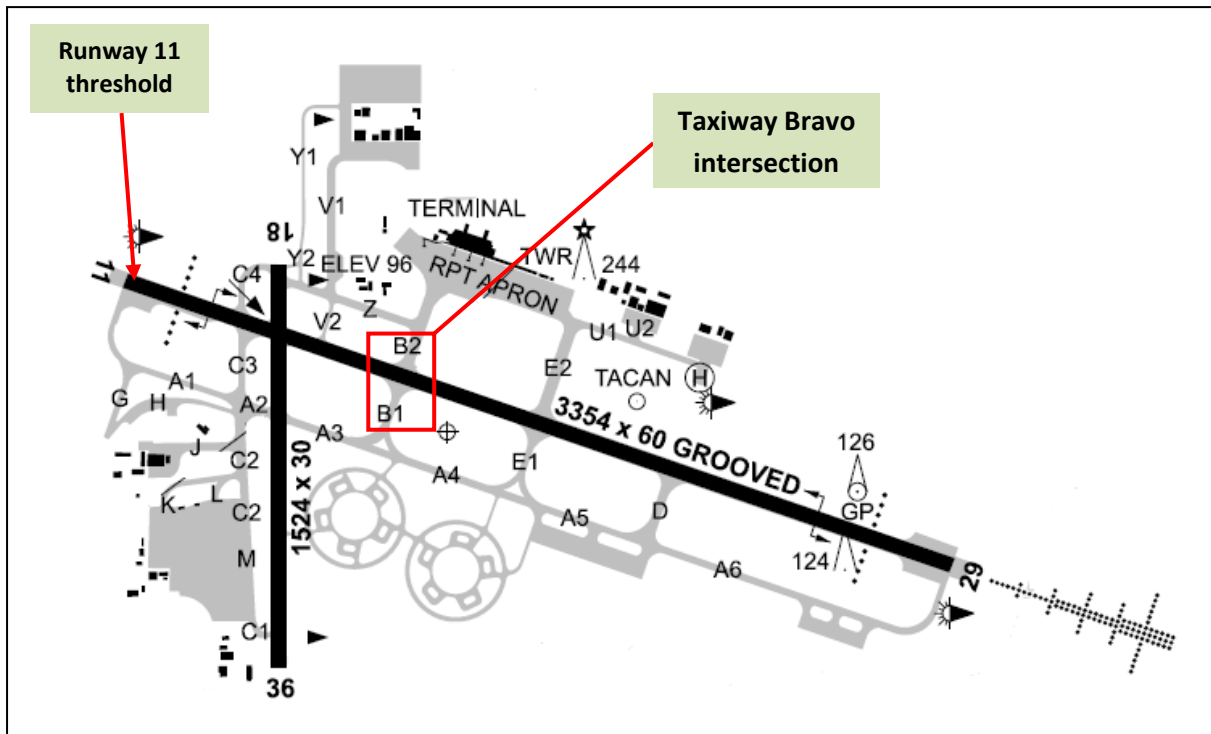 Runway 11
threshold
Taxiway Bravo
intersection
Y1
V1
TERMINAL
18
TWR
244
Y2
ELEV 96
RPT APRON
11
C4
Z
V2
U1
U2
B2
C3
E2
TACAN
H
A1
G
H
A2
B1
3354 x 60 GROOVED
A3
J
126
C2
E1
A4
K
L
1524 x 30
GP
C2
A5
D
124
M
A6
29
C1
36